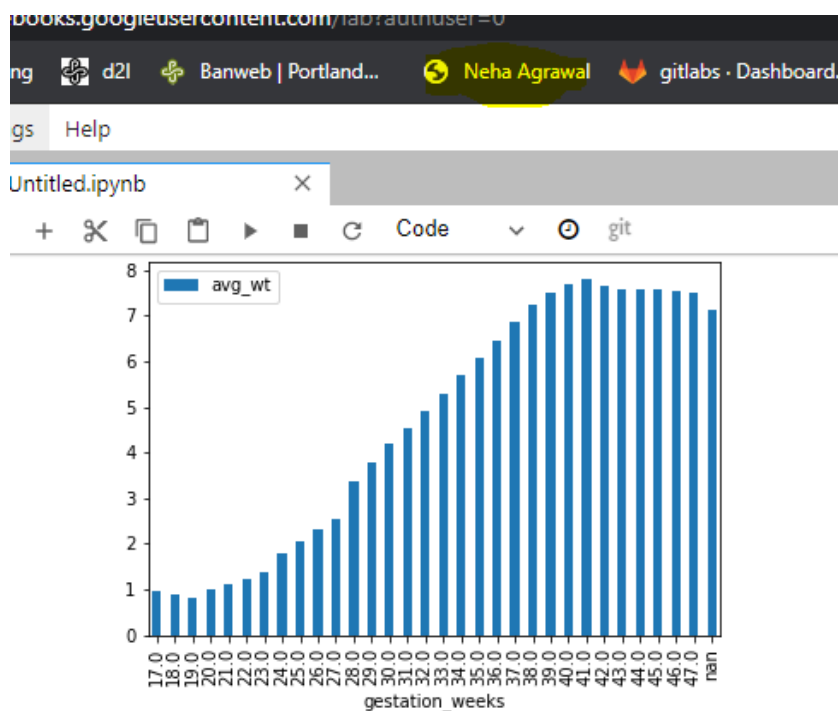 books.googleusercontent.com/lab?authuser=0
ng d2l Banweb | Portland... Neha Agrawal gitlabs · Dashboard.
gs Help
Untitled.ipynb
Code git
avg_wt
8
7
6
5
4
3
2
1
0
17.0 18.0 19.0 20.0 21.0 22.0 23.0 24.0 25.0 26.0 27.0 28.0 29.0 30.0 31.0 32.0 33.0 34.0 35.0 36.0 37.0 38.0 39.0 40.0 41.0 42.0 43.0 44.0 45.0 46.0 47.0 nan
gestation_weeks